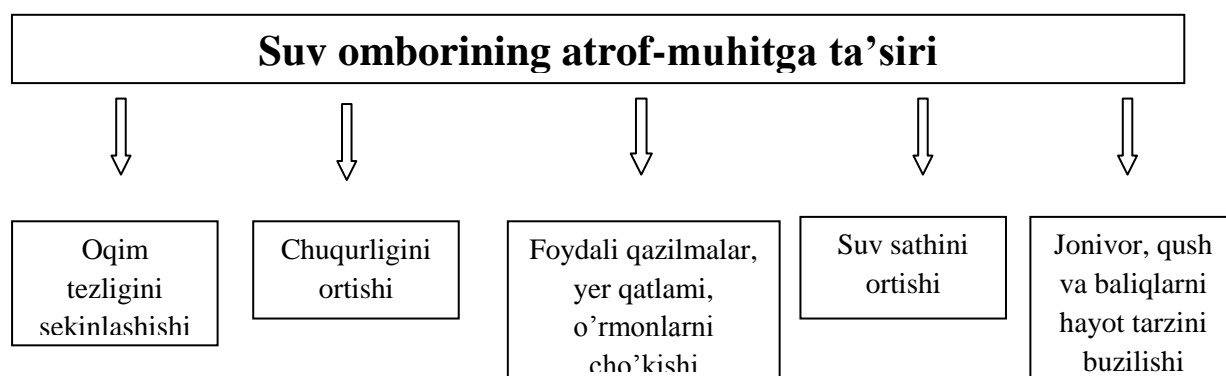 Suv omborining atrof-muhitga ta’siri
Oqim
tezligini
sekinlashishi
Chuqurligini
ortishi
Foydali qazilmalar,
yer qatlami,
o’rmonlarni
cho’kishi
Suv sathini
ortishi
Jonivor, qush
va baliqlarni
hayot tarzini
buzilishi